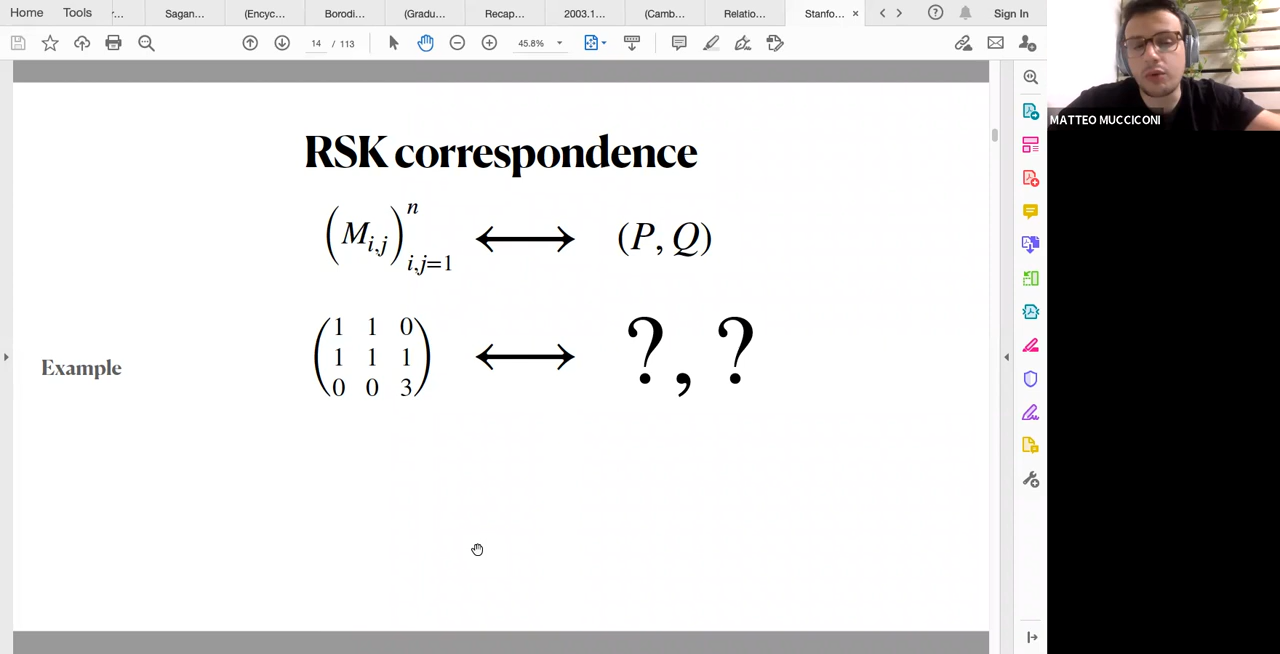 Home Tools Sagan... (Encyc... Borodi... (Gradu... Recap... 2003.1... (Camb... Relatio... Stanfo... × Sign In
14 / 113 45.8%
MATTEO MUCCICONI
RSK correspondence
(M_{i,j})^n_{i,j=1} ⟷ (P, Q)
Example
1 1 0
1 1 1 ⟷ ?, ?
0 0 3